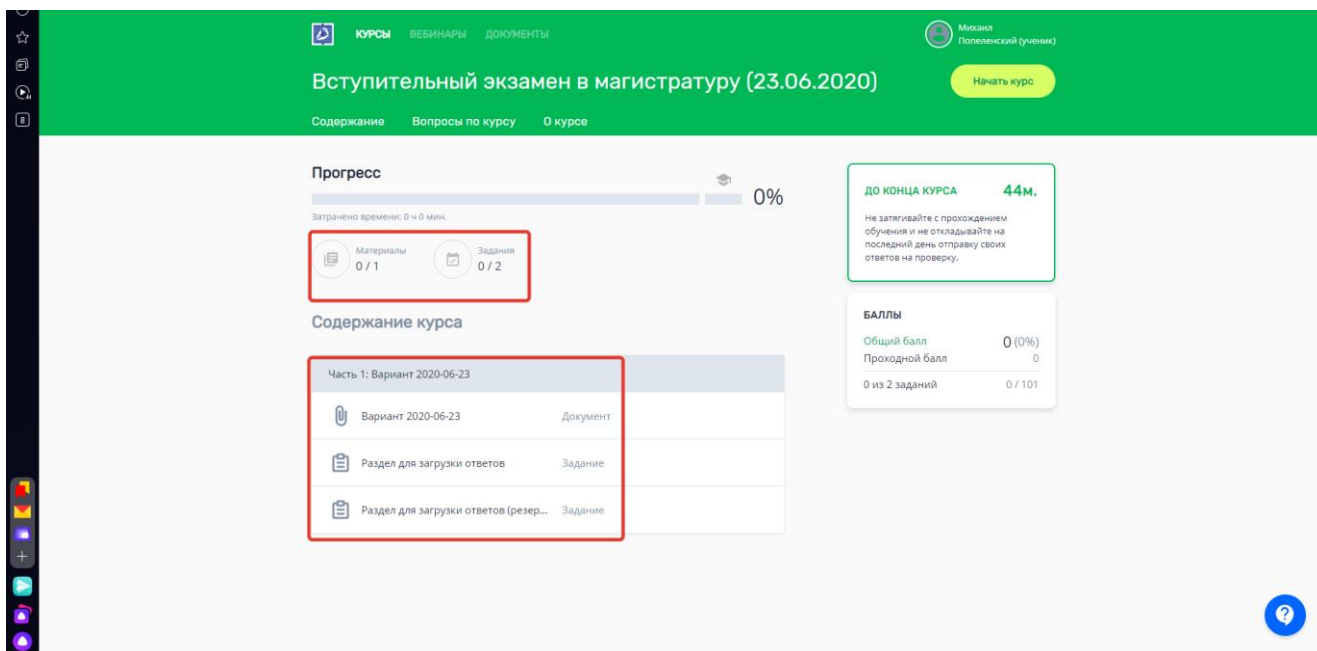 КУРСЫ ВЕБИНАРЫ ДОКУМЕНТЫ
Михаил
Попеленский (ученик)
Вступительный экзамен в магистратуру (23.06.2020)
Начать курс
Содержание Вопросы по курсу О курсе
Прогресс
0%
Затрачено времени: 0 ч 0 мин.
Материалы
0 / 1
Задания
0 / 2
ДО КОНЦА КУРСА 44м.
Не затягивайте с прохождением
обучения и не откладывайте на
последний день отправку своих
ответов на проверку.
Содержание курса
Часть 1: Вариант 2020-06-23
Вариант 2020-06-23 Документ
Раздел для загрузки ответов Задание
Раздел для загрузки ответов (резер... Задание
БАЛЛЫ
Общий балл 0 (0%)
Проходной балл 0
0 из 2 заданий 0 / 101
8